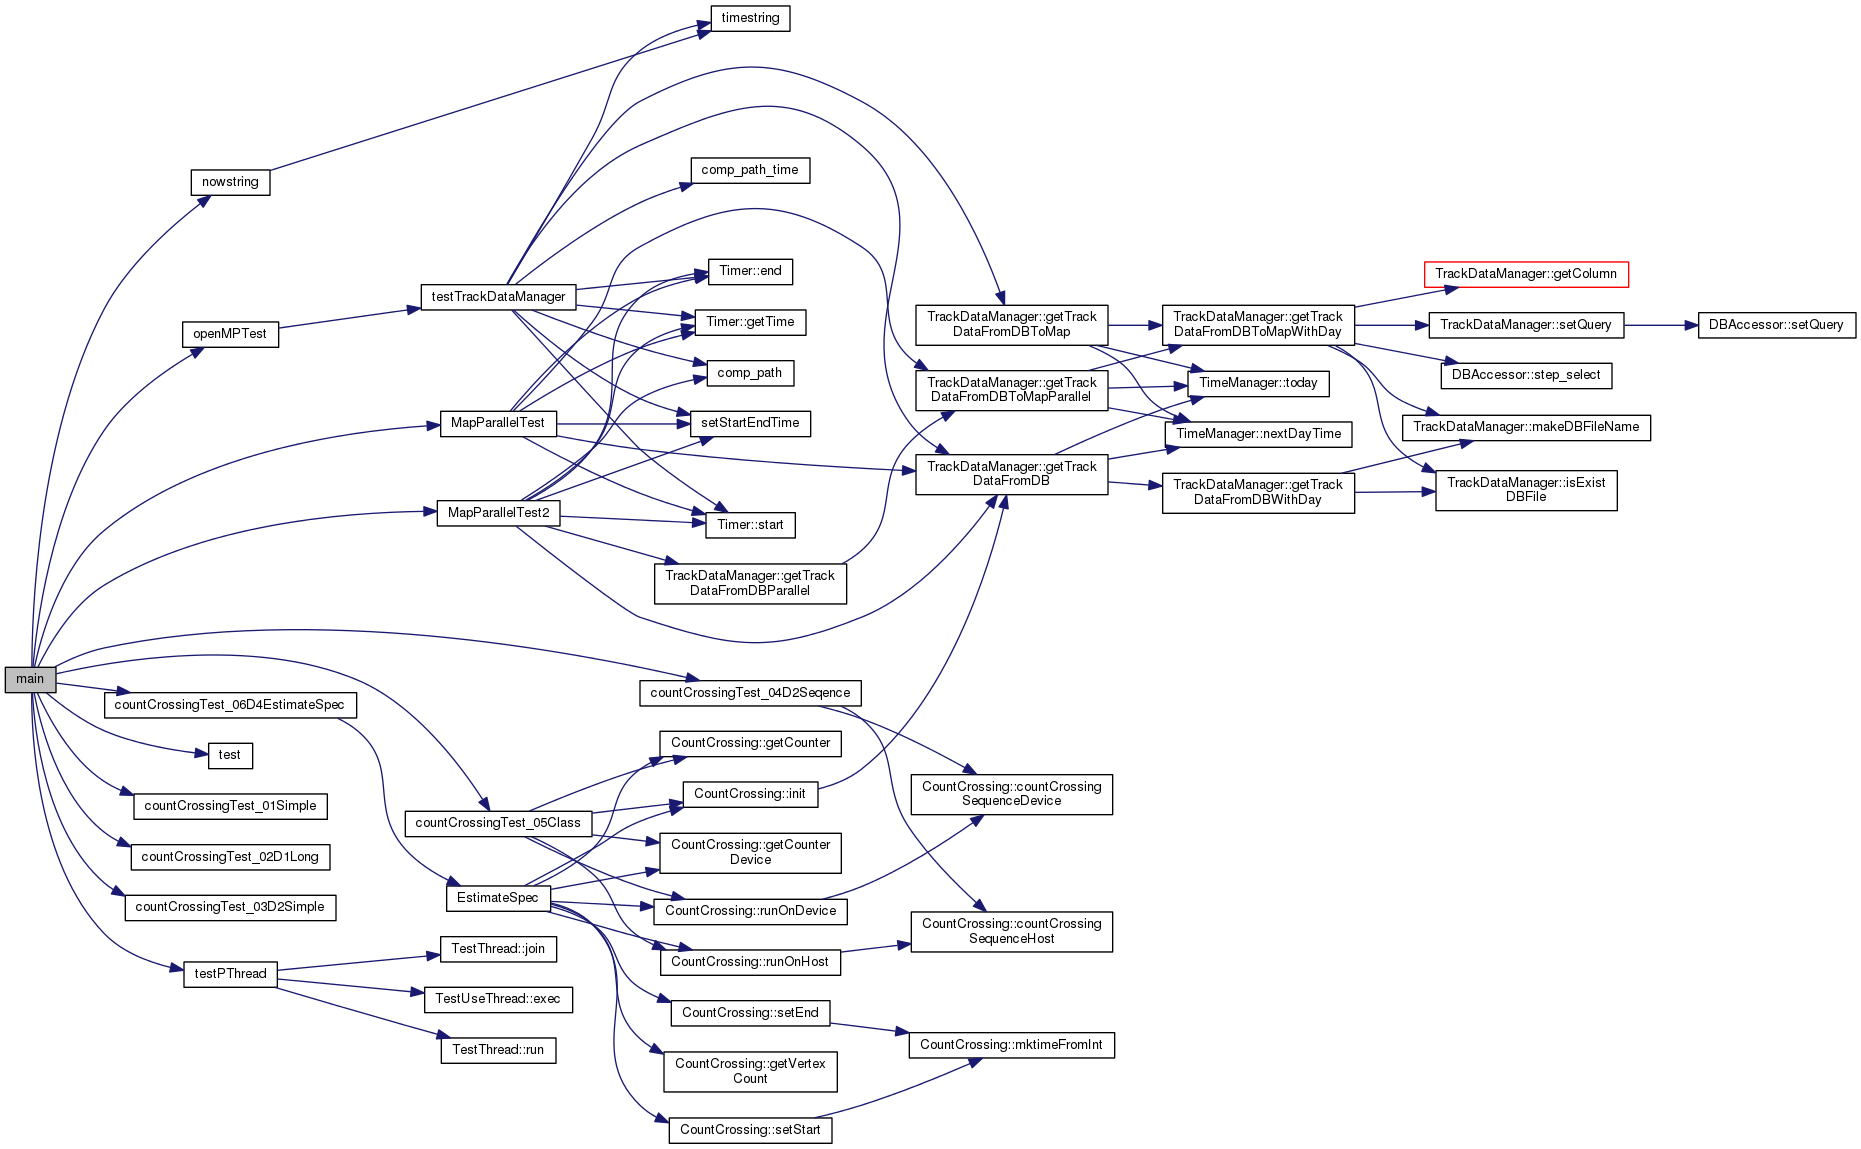 timestring
comp_path_time
nowstring
Timer::end
TrackDataManager::getColumn
testTrackDataManager
Timer::getTime
TrackDataManager::getTrack
DataFromDBToMap
TrackDataManager::getTrack
DataFromDBToMapWithDay
TrackDataManager::setQuery
DBAccessor::setQuery
openMPTest
comp_path
TrackDataManager::getTrack
DataFromDBToMapParallel
TimeManager::today
DBAccessor::step_select
MapParallelTest
setStartEndTime
TimeManager::nextDayTime
TrackDataManager::makeDBFileName
TrackDataManager::getTrack
DataFromDB
TrackDataManager::getTrack
DataFromDBWithDay
TrackDataManager::isExist
DBFile
MapParallelTest2
Timer::start
TrackDataManager::getTrack
DataFromDBParallel
main
countCrossingTest_04D2Seqence
countCrossingTest_06D4EstimateSpec
test
CountCrossing::getCounter
countCrossingTest_01Simple
CountCrossing::init
CountCrossing::countCrossing
SequenceDevice
countCrossingTest_05Class
countCrossingTest_02D1Long
CountCrossing::getCounter
Device
countCrossingTest_03D2Simple
EstimateSpec
CountCrossing::runOnDevice
CountCrossing::countCrossing
SequenceHost
TestThread::join
testPThread
CountCrossing::runOnHost
TestUseThread::exec
CountCrossing::setEnd
TestThread::run
CountCrossing::mktimeFromInt
CountCrossing::getVertex
Count
CountCrossing::setStart